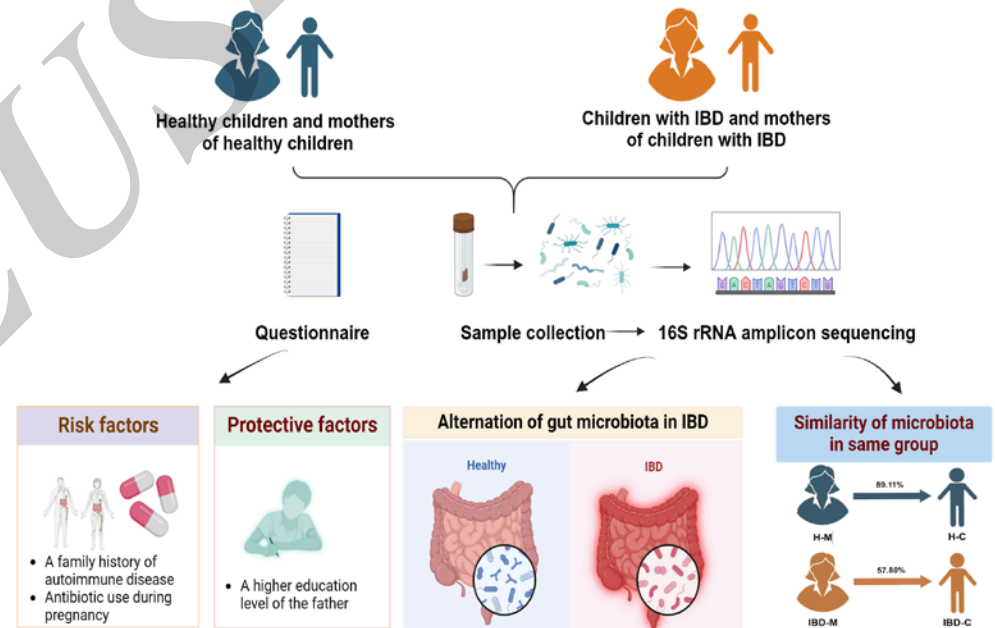 Healthy children and mothers
of healthy children
Children with IBD and mothers
of children with IBD
Questionnaire
Sample collection
16S rRNA amplicon sequencing
Risk factors
• A family history of
autoimmune disease
• Antibiotic use during
pregnancy
Protective factors
• A higher education
level of the father
Alternation of gut microbiota in IBD
Healthy
IBD
Similarity of microbiota
in same group
89.11%
H-M
H-C
57.80%
IBD-M
IBD-C